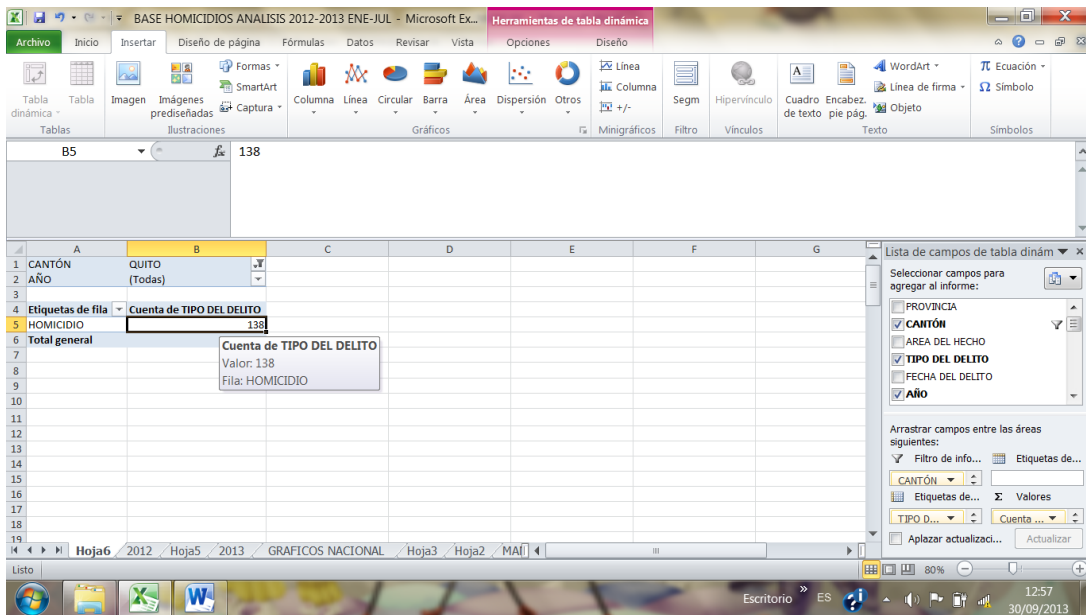 BASE HOMICIDIOS ANALISIS 2012-2013 ENE-JUL - Microsoft Ex...
Herramientas de tabla dinámica
Archivo Inicio Insertar Diseño de página Fórmulas Datos Revisar Vista Opciones Diseño
Tabla dinámica
Tabla
Tablas
Imagen
Imágenes prediseñadas
Formas
SmartArt
Captura
Ilustraciones
Columna Línea Circular Barra Área Dispersión Otros
Gráficos
Línea
Columna
+/-
Minigráficos
Segm
Filtro
Hipervínculo
Vínculos
Cuadro de texto
Encabez. pie pág.
WordArt
Línea de firma
Objeto
Texto
π Ecuación
Ω Símbolo
Símbolos
B5 fx 138
A B C D E F G
1 CANTÓN QUITO
2 AÑO (Todas)
3
4 Etiquetas de fila Cuenta de TIPO DEL DELITO
5 HOMICIDIO 138
6 Total general
7
8
9
10
11
12
13
14
15
16
17
18
19
Cuenta de TIPO DEL DELITO
Valor: 138
Fila: HOMICIDIO
Lista de campos de tabla dinám
Seleccionar campos para agregar al informe:
PROVINCIA
CANTÓN
AREA DEL HECHO
TIPO DEL DELITO
FECHA DEL DELITO
AÑO
Arrastrar campos entre las áreas siguientes:
Filtro de info... Etiquetas de...
CANTÓN
Etiquetas de... Σ Valores
TIPO D... Cuenta ...
Aplazar actualizaci... Actualizar
Hoja6 2012 Hoja5 2013 GRAFICOS NACIONAL Hoja3 Hoja2
Listo 80%
Escritorio » ES 12:57
30/09/2013